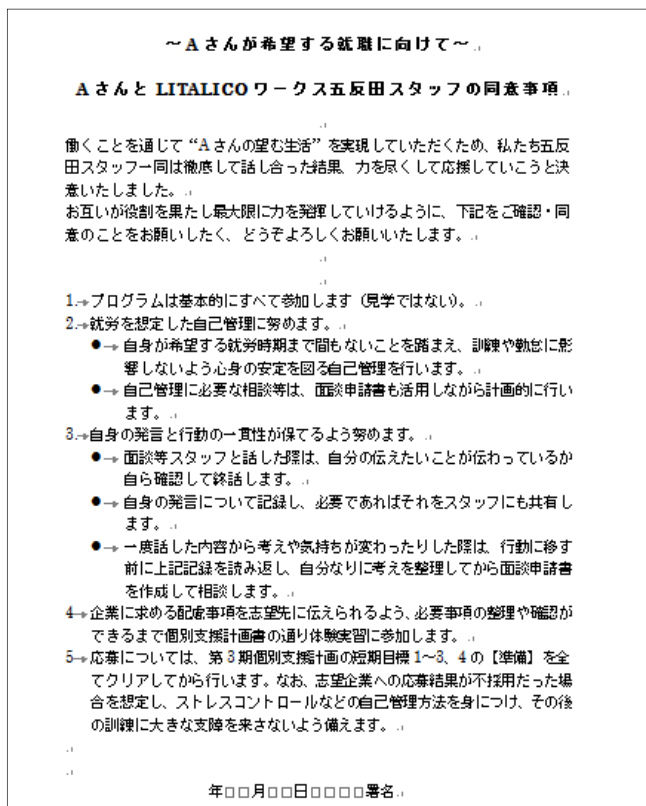 ～Aさんが希望する就職に向けて～
AさんとLITALICOワークス五反田スタッフの同意事項
働くことを通じて“Aさんの望む生活”を実現していただくため、私たち五反
田スタッフ一同は徹底して話し合った結果、力を尽くして応援していこうと決
意いたしました。
お互いが役割を果たし最大限に力を発揮していけるように、下記をご確認・同
意のことをお願いしたく、どうぞよろしくお願いいたします。
1.→プログラムは基本的にすべて参加します（見学ではない）。
2.→就労を想定した自己管理に努めます。
●→自身が希望する就労時期まで間もないことを踏まえ、訓練や勤怠に影
響しないよう心身の安定を図る自己管理を行います。
●→自己管理に必要な相談等は、面談申請書も活用しながら計画的に行い
ます。
3.→自身の発言と行動の一貫性が保てるよう努めます。
●→面談等スタッフと話した際は、自分の伝えたいことが伝わっているか
自ら確認して終話します。
●→自身の発言について記録し、必要であればそれをスタッフにも共有し
ます。
●→一度話した内容から考えや気持ちが変わったりした際は、行動に移す
前に上記記録を読み返し、自分なりに考えを整理してから面談申請書
を作成して相談します。
4→企業に求める配慮事項を志望先に伝えられるよう、必要事項の整理や確認が
できるまで個別支援計画書の通り体験実習に参加します。
5→応募については、第3期個別支援計画の短期目標1～3、4の【準備】を全
てクリアしてから行います。なお、志望企業への応募結果が不採用だった場
合を想定し、ストレスコントロールなどの自己管理方法を身につけ、その後
の訓練に大きな支障を来さないよう備えます。
年□□月□□日□□□□署名